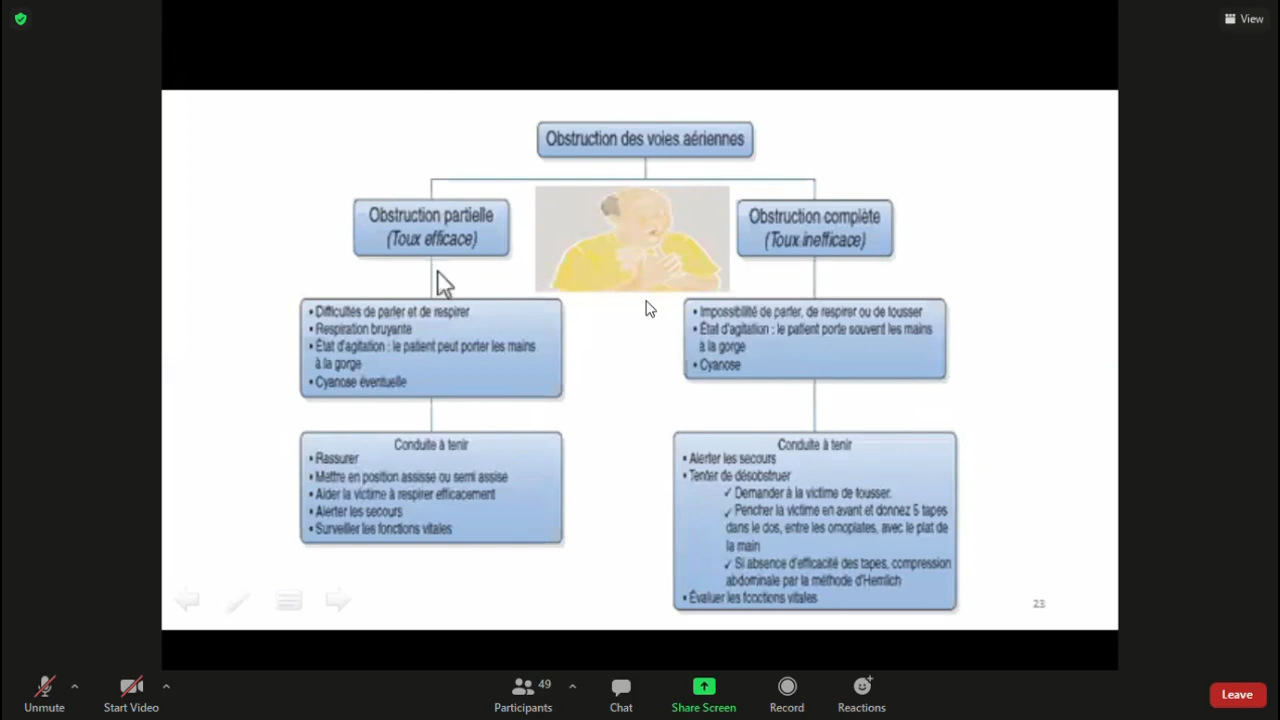 View
Obstruction des voies aériennes
Obstruction partielle
(Toux efficace)
Obstruction complète
(Toux inefficace)
• Difficultés de parler et de respirer
• Respiration bruyante
• État d'agitation : le patient peut porter les mains
à la gorge
• Cyanose éventuelle
• Impossibilité de parler, de respirer ou de tousser
• État d'agitation : le patient porte souvent les mains
à la gorge
• Cyanose
Conduite à tenir
• Rassurer
• Mettre en position assisse ou semi assise
• Aider la victime à respirer efficacement
• Alerter les secours
• Surveiller les fonctions vitales
Conduite à tenir
• Alerter les secours
• Tenter de désobstruer
✓ Demander à la victime de tousser.
✓ Pencher la victime en avant et donnez 5 tapes
dans le dos, entre les omoplates, avec le plat de
la main
✓ Si absence d'efficacité des tapes, compression
abdominale par la méthode d'Hemlich
• Évaluer les fonctions vitales
23
Unmute
Start Video
49
Participants
Chat
Share Screen
Record
Reactions
Leave